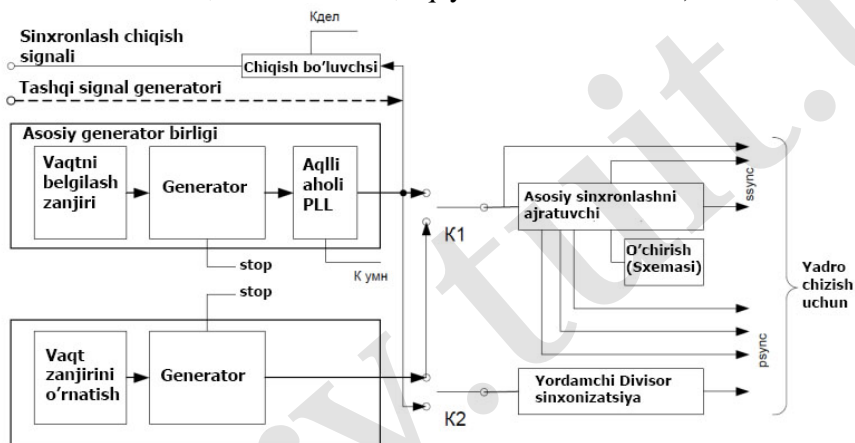 Кдел
Sinxronlash chiqish
signali
Chiqish bo'luvchsi
Tashqi signal generatori
Asosiy generator birligi
Vaqtni
belgilash
zanjiri
Generator
Aqlli
aholi
PLL
stop
К умн
К1
Asosiy sinxronlashni
ajratuvchi
O'chirish
(Sxemasi)
ssync
psync
Yadro
chizish
uchun
stop
Vaqt
zanjirini
o'rnatish
Generator
К2
Yordamchi Divisor
sinxonizatsiya